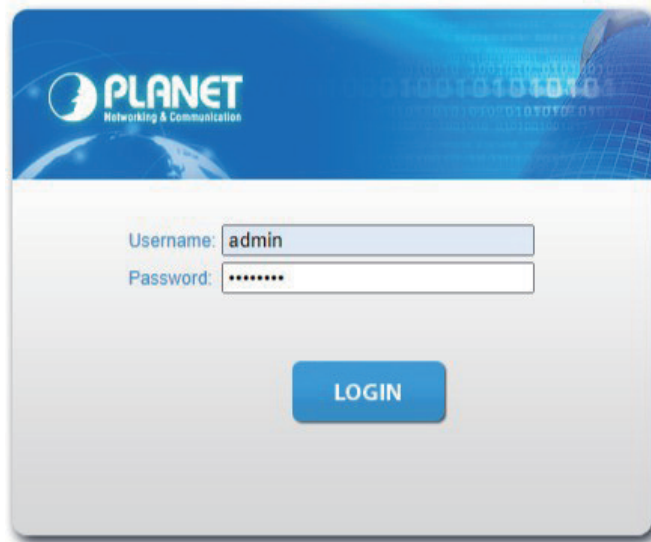 PLANET
Networking & Communication
Username: admin
Password: ••••••••
LOGIN